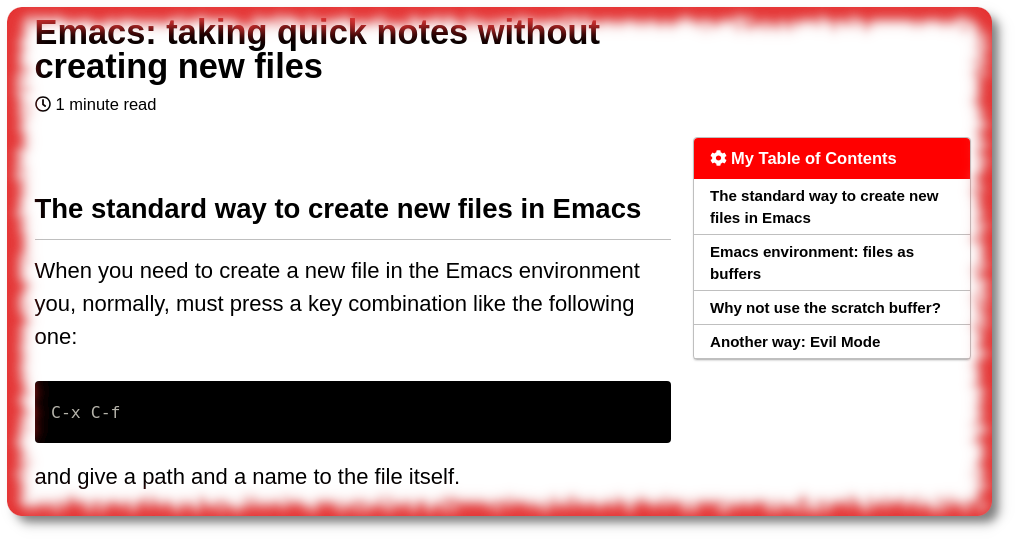 Emacs: taking quick notes without
creating new files
1 minute read
The standard way to create new files in Emacs
When you need to create a new file in the Emacs environment
you, normally, must press a key combination like the following
one:
C-x C-f
and give a path and a name to the file itself.
My Table of Contents
The standard way to create new
files in Emacs
Emacs environment: files as
buffers
Why not use the scratch buffer?
Another way: Evil Mode